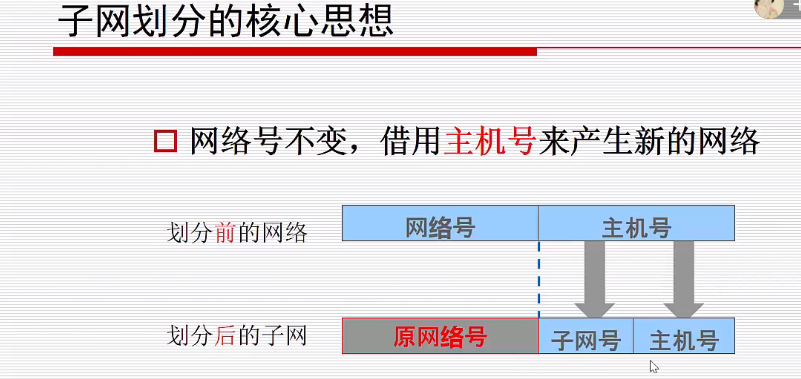 子网划分的核心思想
网络号不变，借用主机号来产生新的网络
划分前的网络 网络号 主机号
划分后的子网 原网络号 子网号 主机号